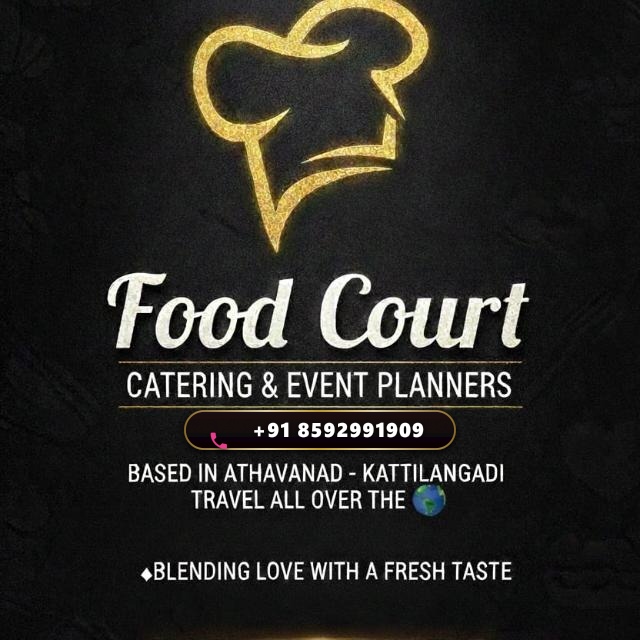 Food Court
CATERING & EVENT PLANNERS
+91 8592991909
BASED IN ATHAVANAD - KATTILANGADI
TRAVEL ALL OVER THE 🌎
◆BLENDING LOVE WITH A FRESH TASTE